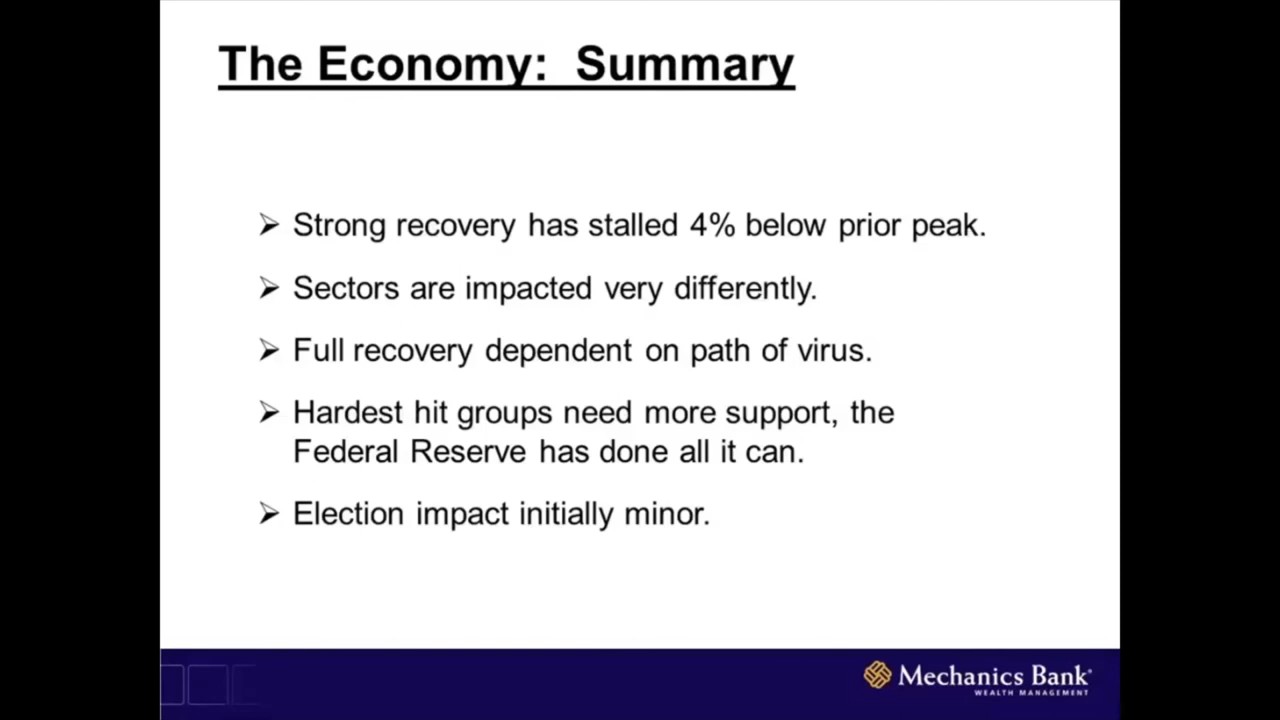 The Economy: Summary
➢ Strong recovery has stalled 4% below prior peak.
➢ Sectors are impacted very differently.
➢ Full recovery dependent on path of virus.
➢ Hardest hit groups need more support, the
Federal Reserve has done all it can.
➢ Election impact initially minor.
Mechanics Bank
WEALTH MANAGEMENT